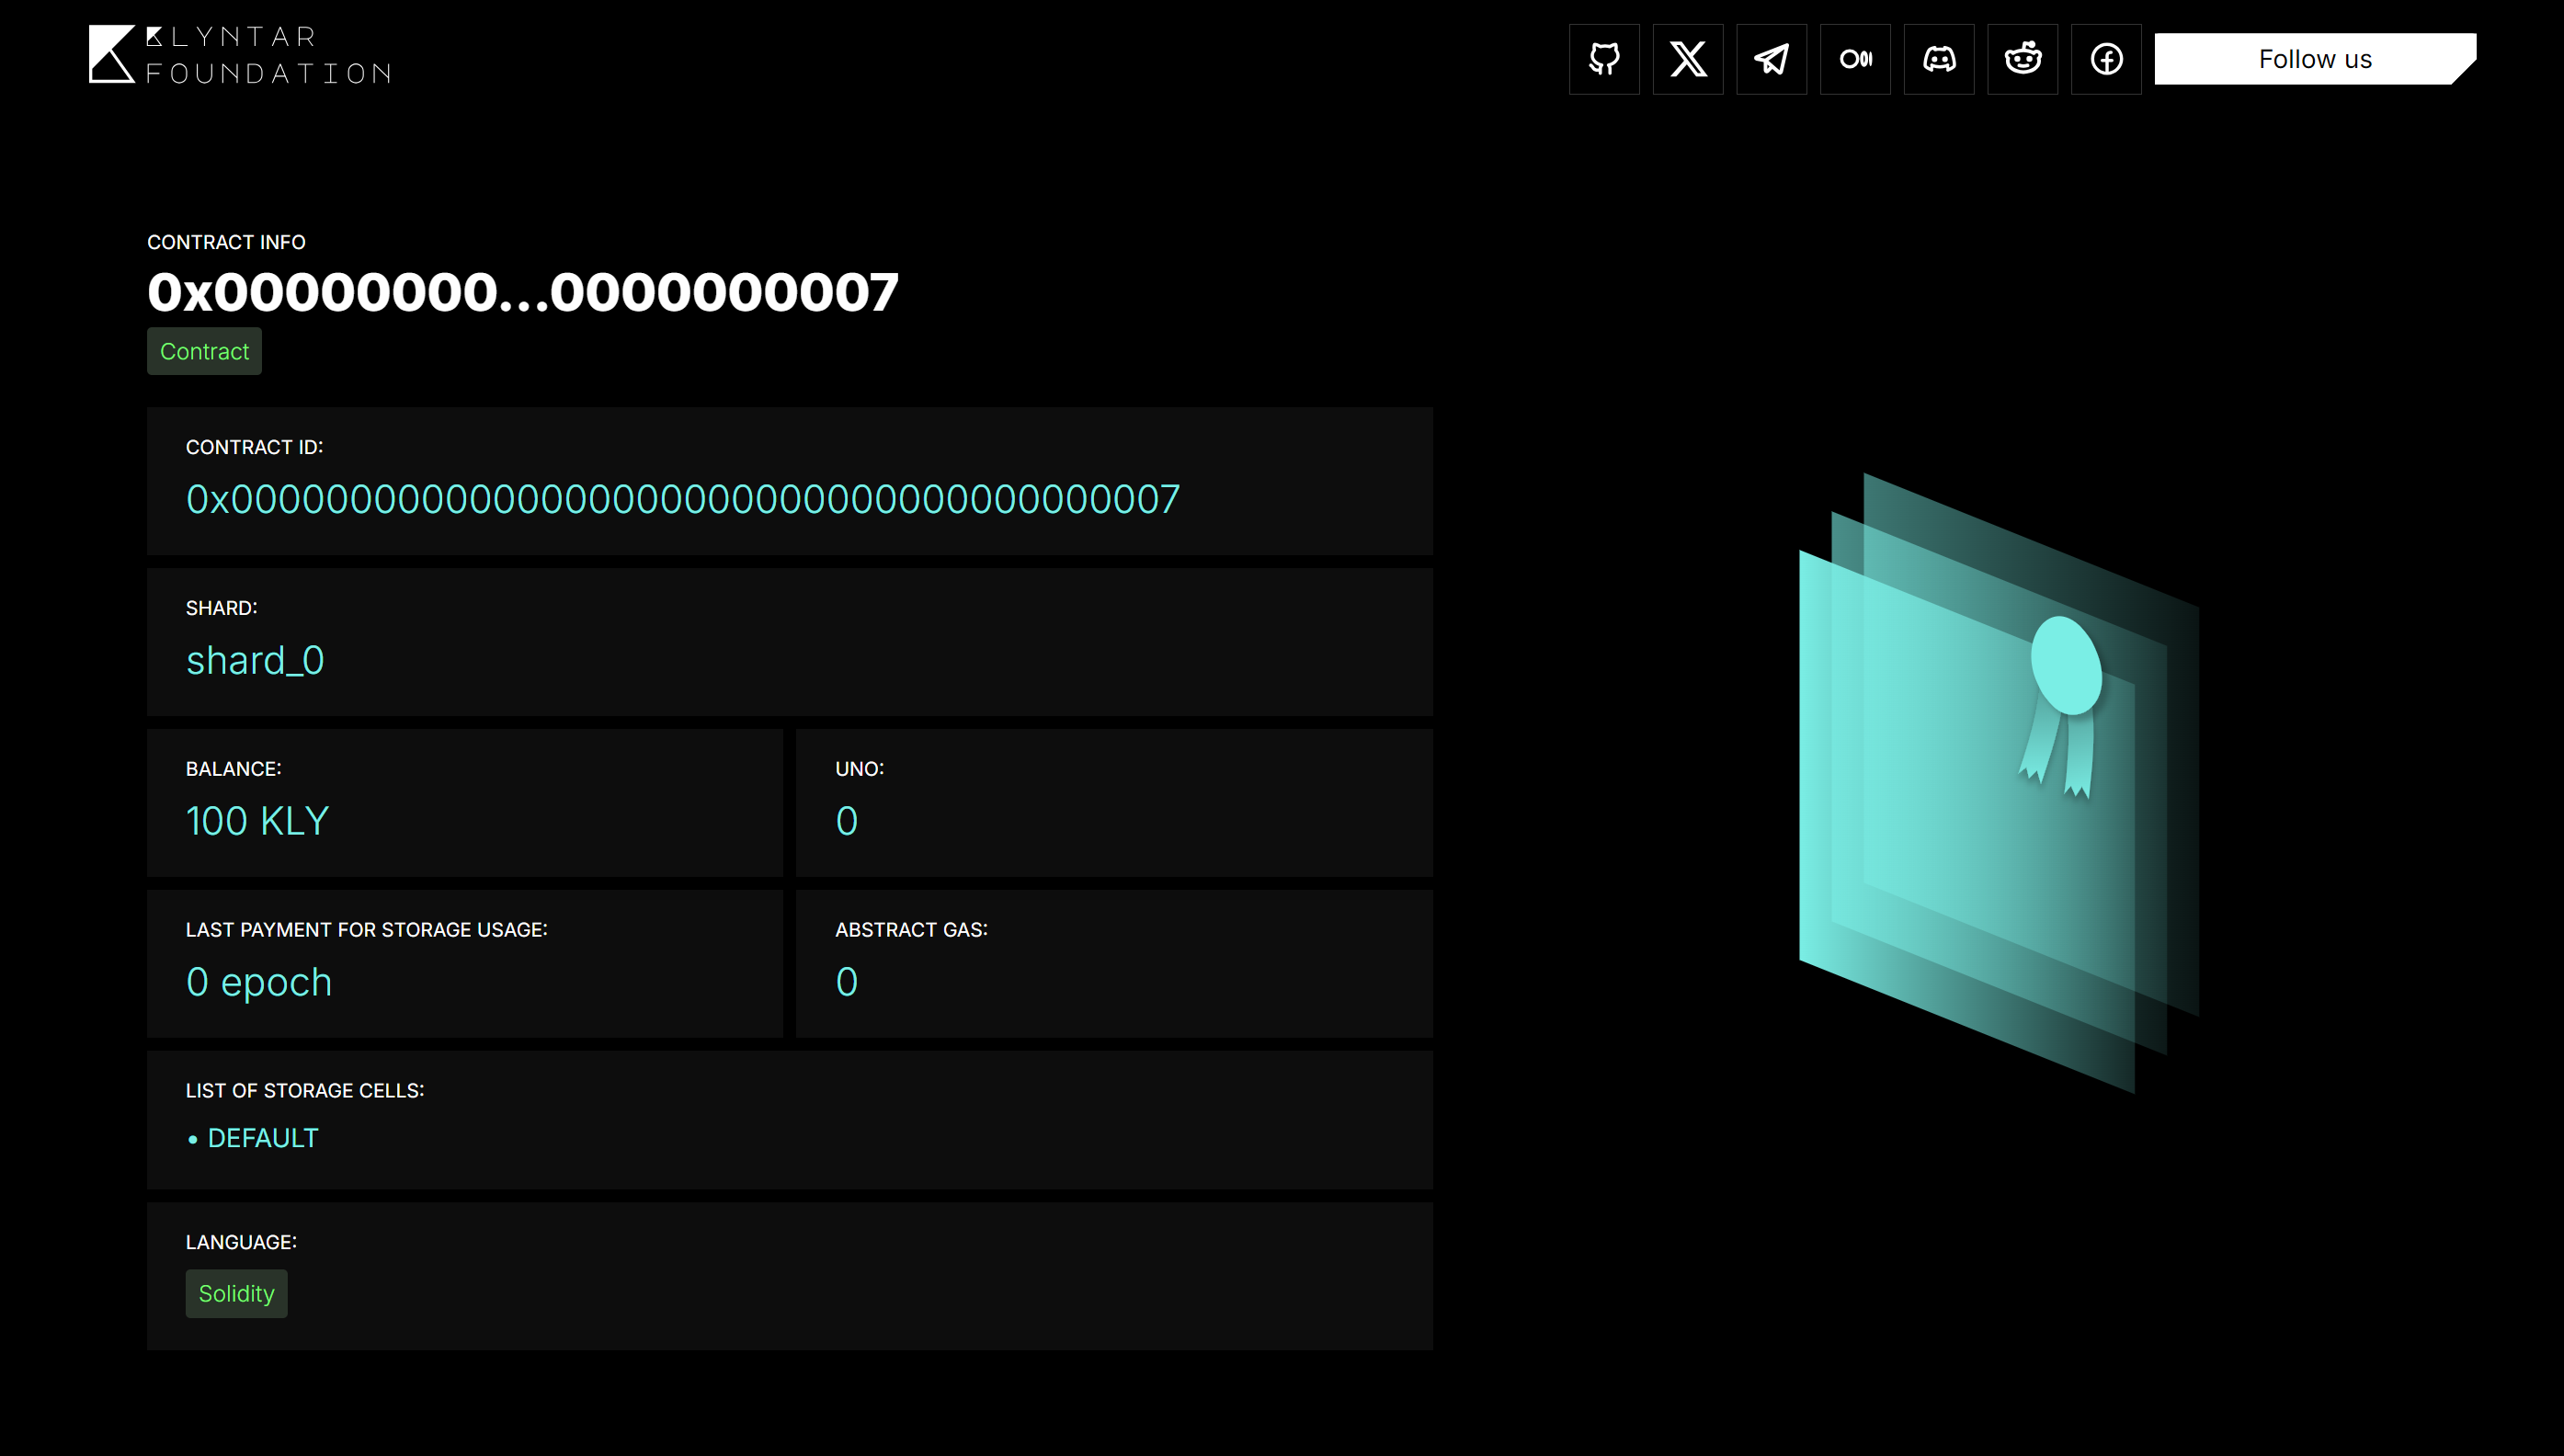 KLYNTAR
FOUNDATION
Follow us
CONTRACT INFO
0x00000000...0000000007
Contract
CONTRACT ID:
0x0000000000000000000000000000000000000007
SHARD:
shard_0
BALANCE:
100 KLY
UNO:
0
LAST PAYMENT FOR STORAGE USAGE:
0 epoch
ABSTRACT GAS:
0
LIST OF STORAGE CELLS:
• DEFAULT
LANGUAGE:
Solidity